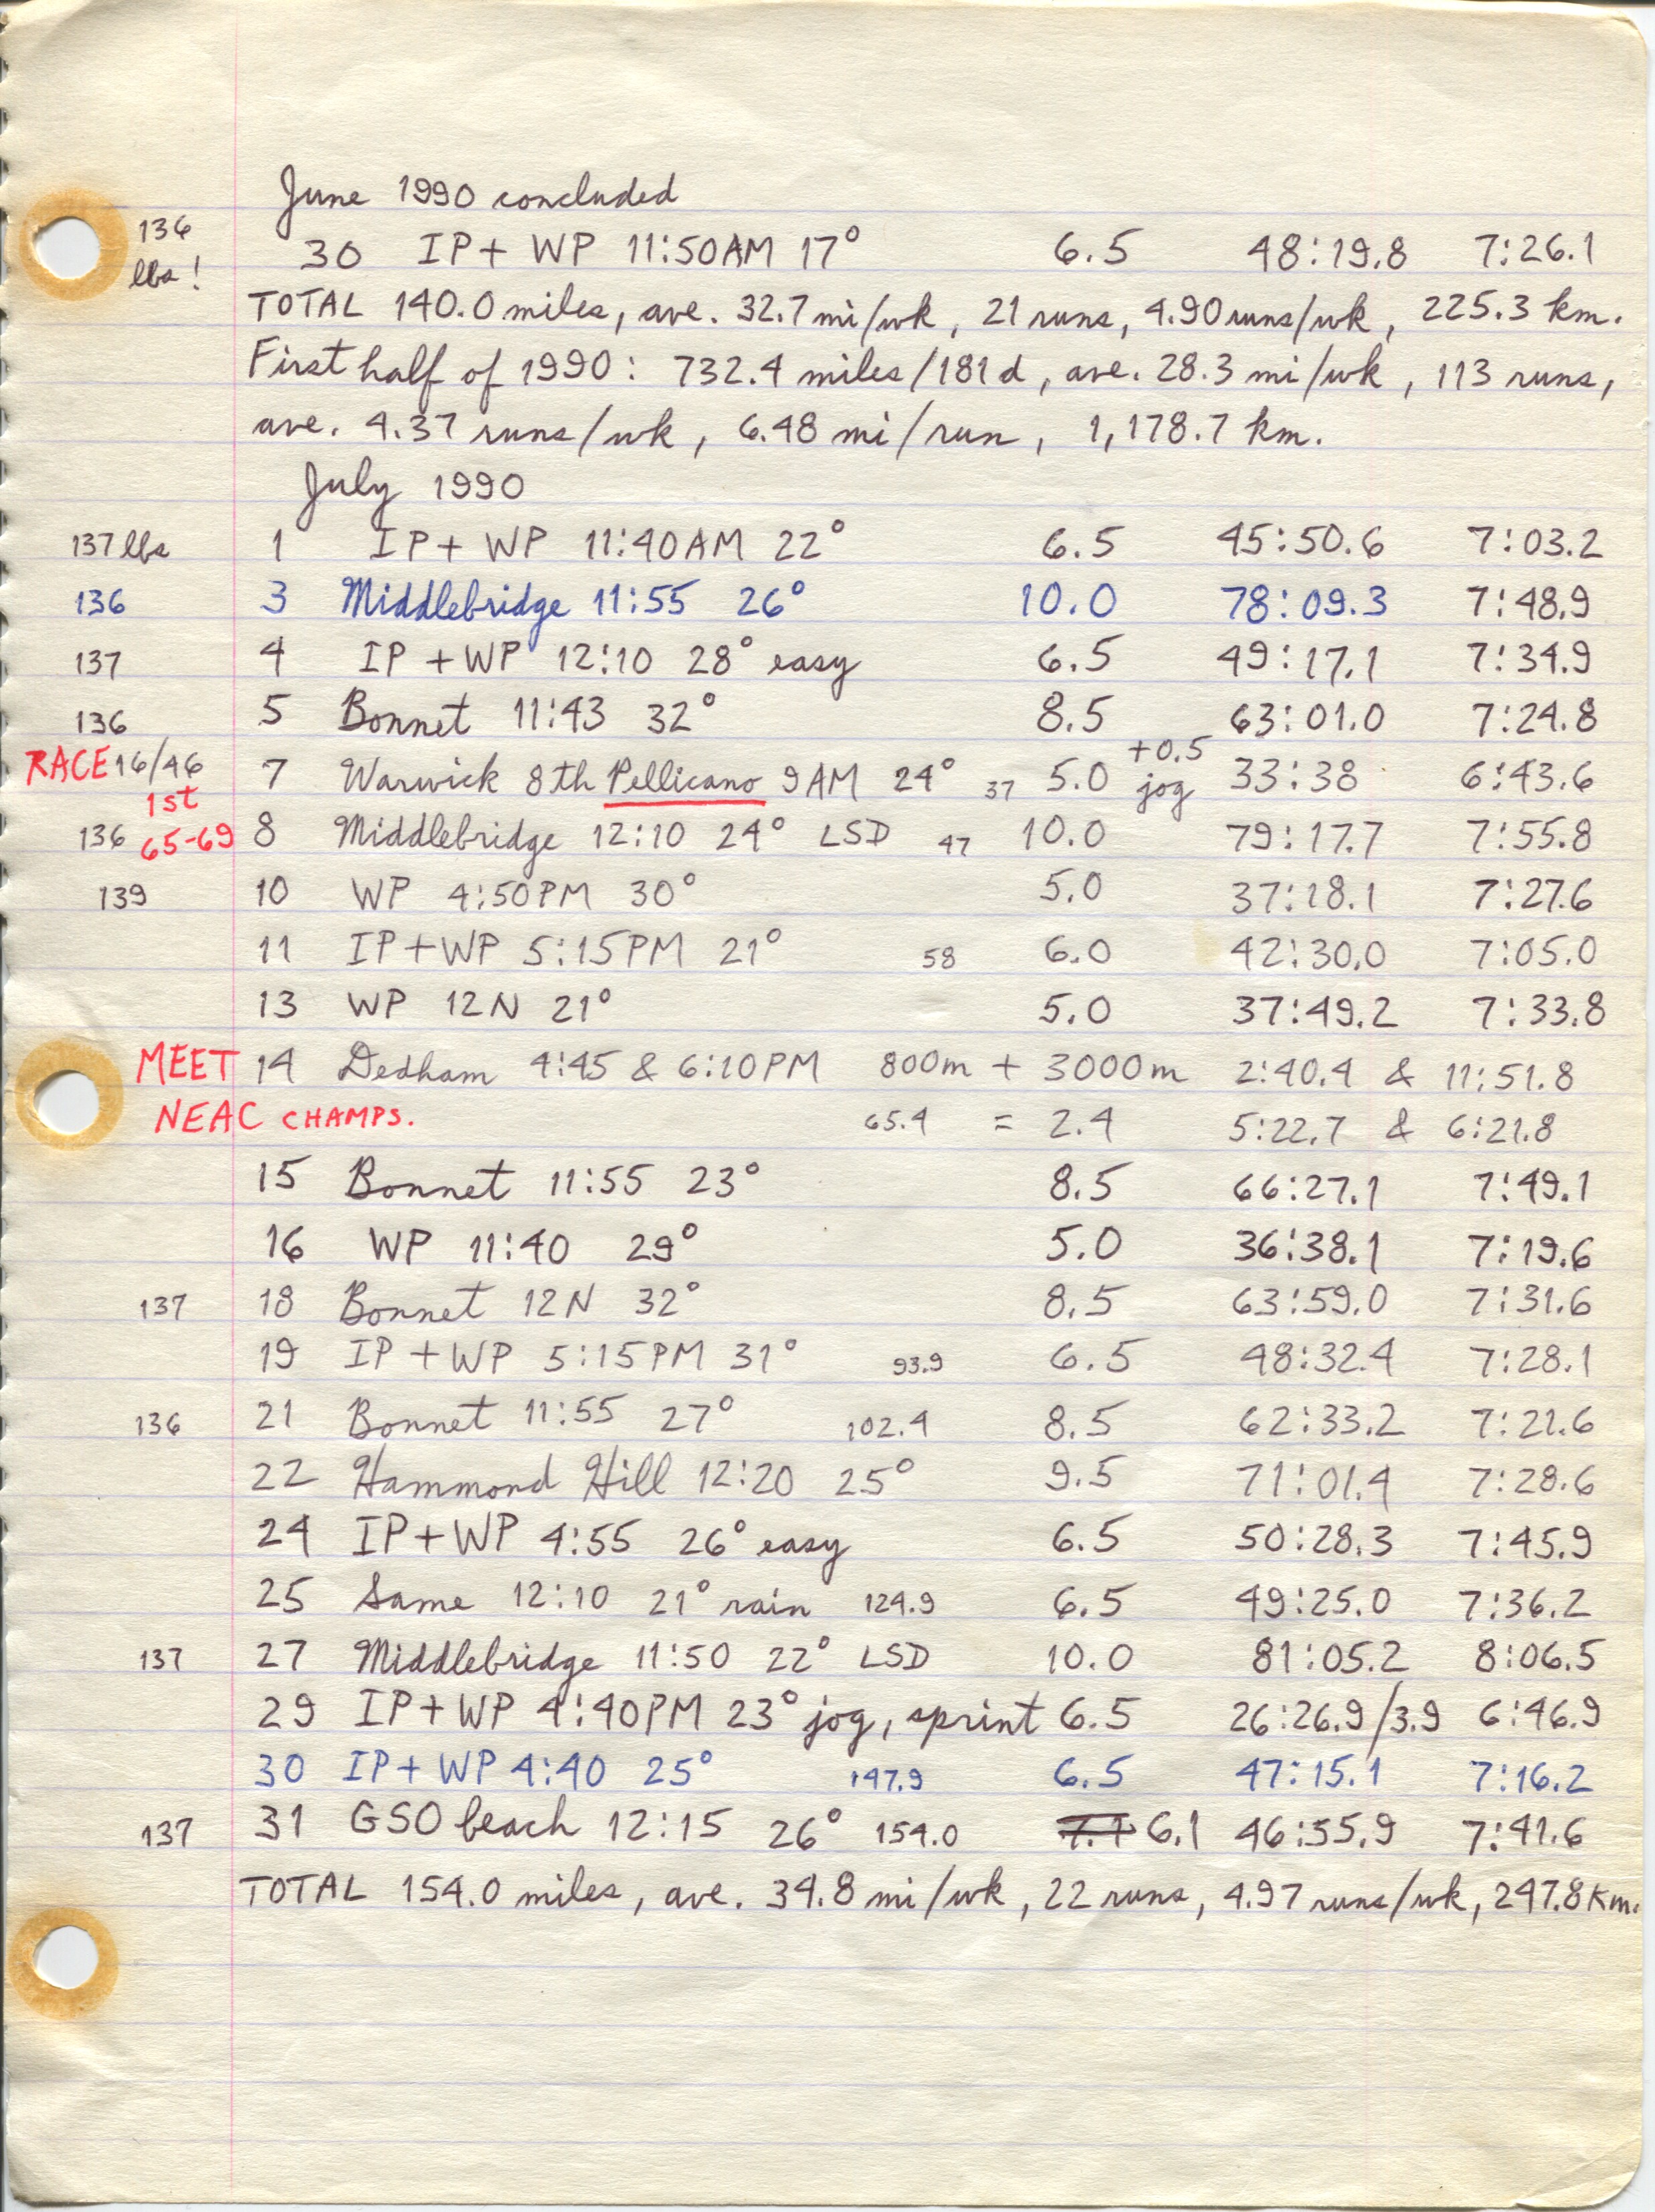 June 1990 concluded
136 lbs! 30 IP + WP 11:50AM 17° 6.5 48:19.8 7:26.1
TOTAL 140.0 miles, ave. 32.7 mi/wk, 21 runs, 4.90 runs/wk, 225.3 km.
First half of 1990: 732.4 miles/181d, ave. 28.3 mi/wk, 113 runs,
ave. 4.37 runs/wk, 6.48 mi/run, 1,178.7 km.
July 1990
137 lbs 1 IP + WP 11:40AM 22° 6.5 45:50.6 7:03.2
136 3 Middlebridge 11:55 26° 10.0 78:09.3 7:48.9
137 4 IP + WP 12:10 28° easy 6.5 49:17.1 7:34.9
136 5 Bonnet 11:43 32° 8.5 63:01.0 7:24.8
RACE 16/46 7 Warwick 8th Pellicano 9AM 24° 37 5.0 +0.5 jog 33:38 6:43.6
1st
136 65-69 8 Middlebridge 12:10 24° LSD 47 10.0 79:17.7 7:55.8
139 10 WP 4:50PM 30° 5.0 37:18.1 7:27.6
11 IP + WP 5:15PM 21° 58 6.0 42:30.0 7:05.0
13 WP 12N 21° 5.0 37:49.2 7:33.8
MEET 14 Dedham 4:45 & 6:10PM 800m + 3000m 2:40.4 & 11:51.8
NEAC CHAMPS. 65.4 = 2.4 5:22.7 & 6:21.8
15 Bonnet 11:55 23° 8.5 66:27.1 7:49.1
16 WP 11:40 29° 5.0 36:38.1 7:19.6
137 18 Bonnet 12N 32° 8.5 63:59.0 7:31.6
19 IP + WP 5:15PM 31° 93.9 6.5 48:32.4 7:28.1
136 21 Bonnet 11:55 27° 102.4 8.5 62:33.2 7:21.6
22 Hammond Hill 12:20 25° 9.5 71:01.4 7:28.6
24 IP + WP 4:55 26° easy 6.5 50:28.3 7:45.9
25 Same 12:10 21° rain 124.9 6.5 49:25.0 7:36.2
137 27 Middlebridge 11:50 22° LSD 10.0 81:05.2 8:06.5
29 IP + WP 4:40PM 23° jog, sprint 6.5 26:26.9/3.9 6:46.9
30 IP + WP 4:40 25° 147.9 6.5 47:15.1 7:16.2
137 31 GSO beach 12:15 26° 154.0 6.1 46:55.9 7:41.6
TOTAL 154.0 miles, ave. 34.8 mi/wk, 22 runs, 4.97 runs/wk, 247.8 Km.